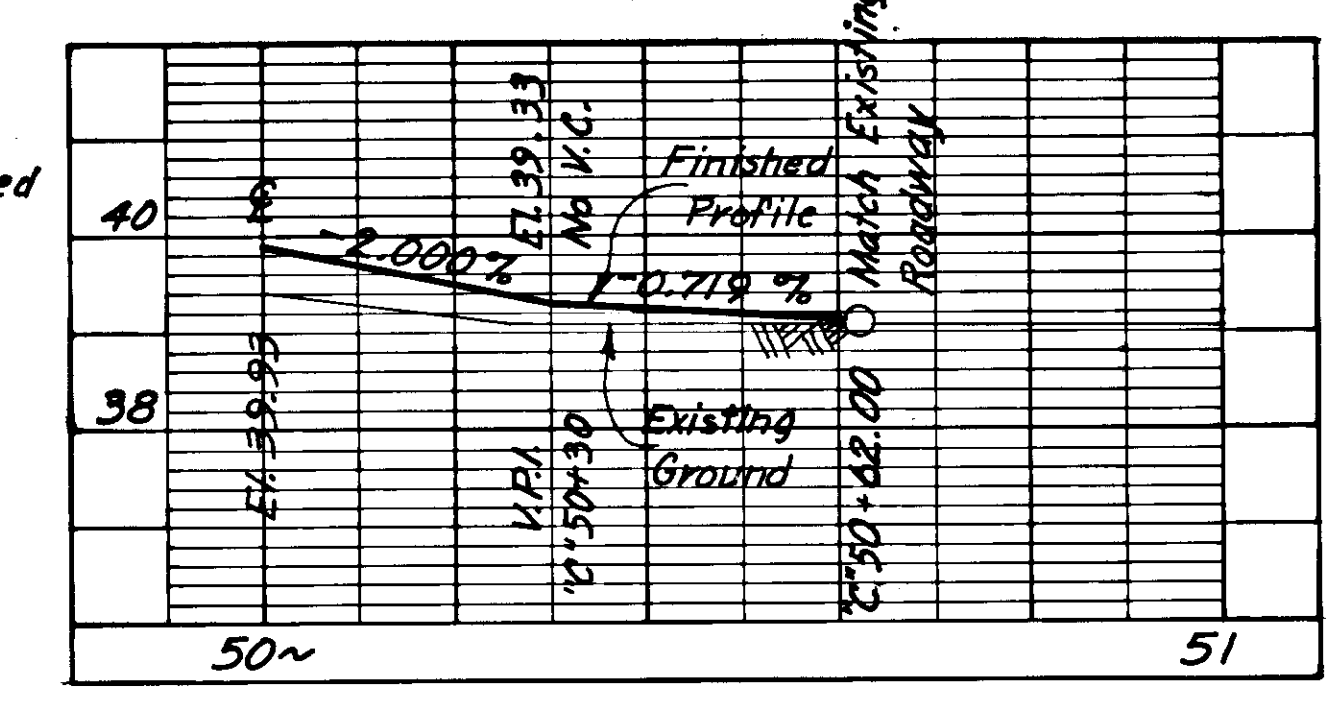 ed
40
38
℄
El. 39.93
-2.000%
El. 39.33
No V.C.
V.P.I.
"C" 50+30
Finished
Profile
-0.719 %
Existing
Ground
Match Existing
Roadway
"C" 50+62.00
50~
51